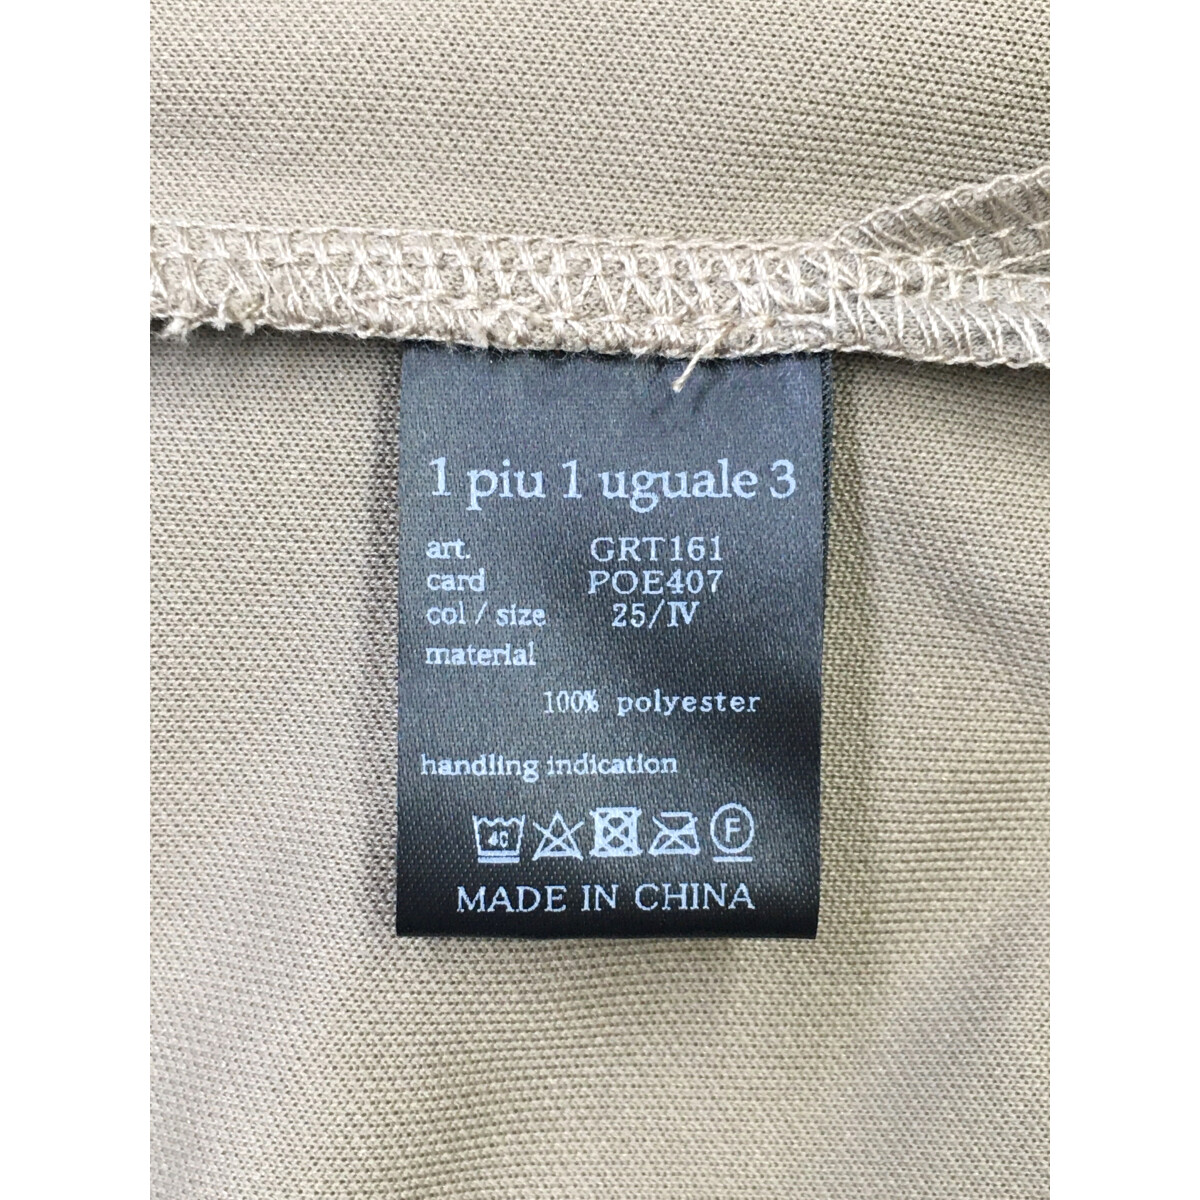 1 piu 1 uguale 3
art. GRT161
card POE407
col / size 25/Ⅳ
material
100% polyester
handling indication
40 F
MADE IN CHINA